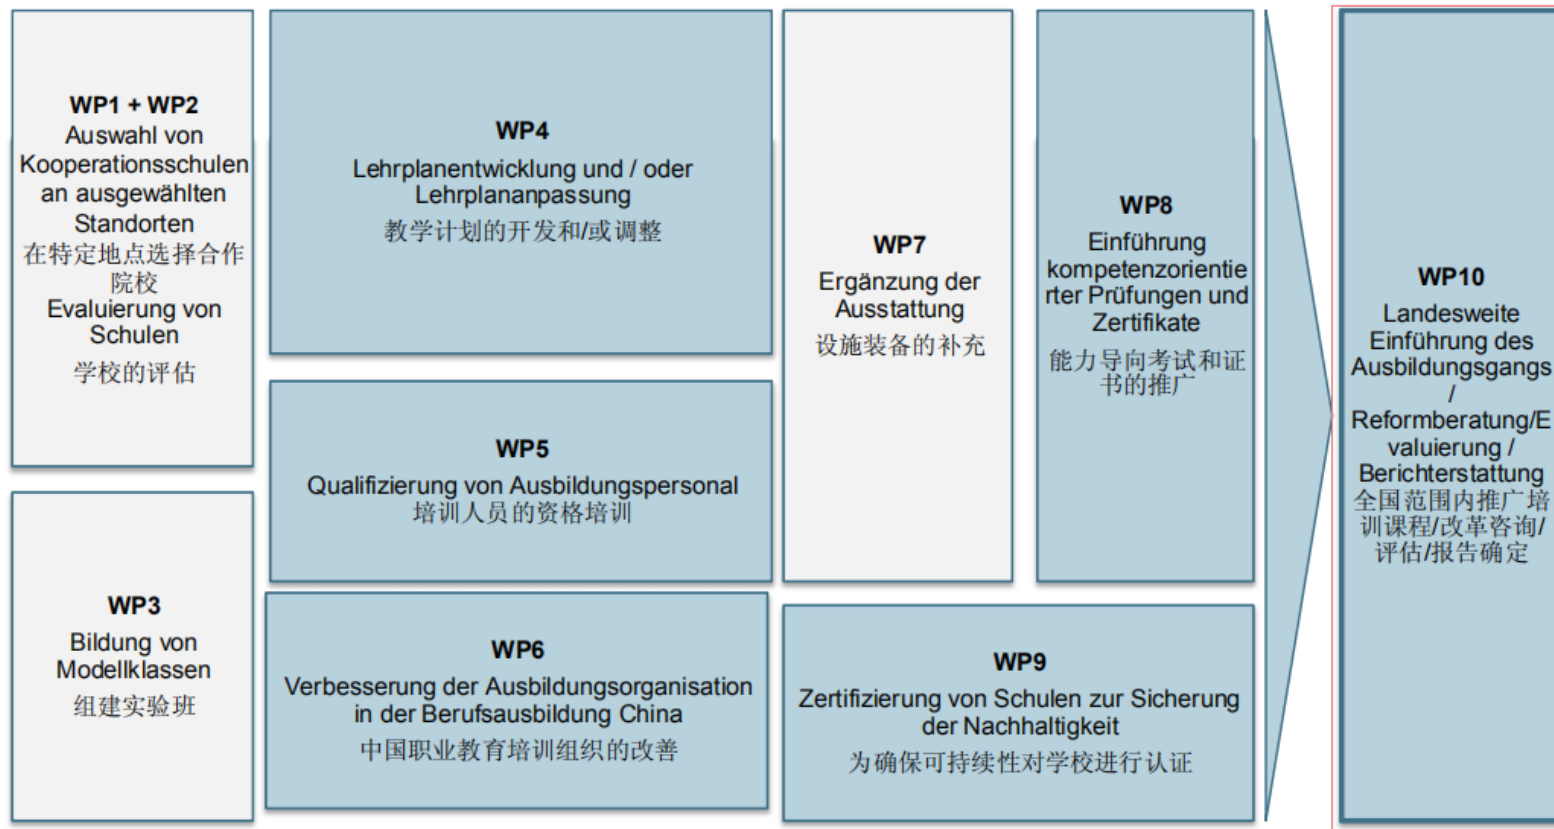 WP1 + WP2
Auswahl von
Kooperationsschulen
an ausgewählten
Standorten
在特定地点选择合作
院校
Evaluierung von
Schulen
学校的评估
WP3
Bildung von
Modellklassen
组建实验班
WP4
Lehrplanentwicklung und / oder
Lehrplananpassung
教学计划的开发和/或调整
WP5
Qualifizierung von Ausbildungspersonal
培训人员的资格培训
WP6
Verbesserung der Ausbildungsorganisation
in der Berufsausbildung China
中国职业教育培训组织的改善
WP7
Ergänzung der
Ausstattung
设施装备的补充
WP8
Einführung
kompetenzorientie
rter Prüfungen und
Zertifikate
能力导向考试和证
书的推广
WP9
Zertifizierung von Schulen zur Sicherung
der Nachhaltigkeit
为确保可持续性对学校进行认证
WP10
Landesweite
Einführung des
Ausbildungsgangs
/
Reformberatung/E
valuierung /
Berichterstattung
全国范围内推广培
训课程/改革咨询/
评估/报告确定